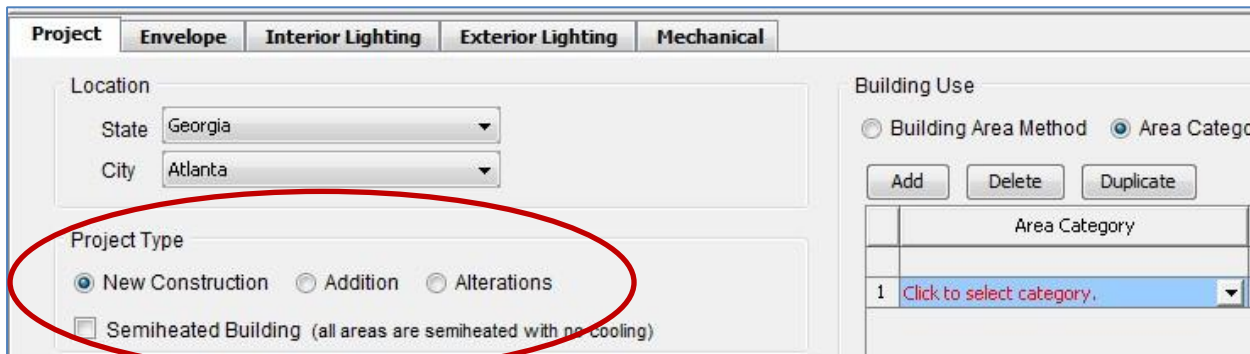 Project Envelope Interior Lighting Exterior Lighting Mechanical
Location
State Georgia
City Atlanta
Project Type
New Construction Addition Alterations
Semiheated Building (all areas are semiheated with no cooling)
Building Use
Building Area Method Area Catego
Add Delete Duplicate
Area Category
1 Click to select category.